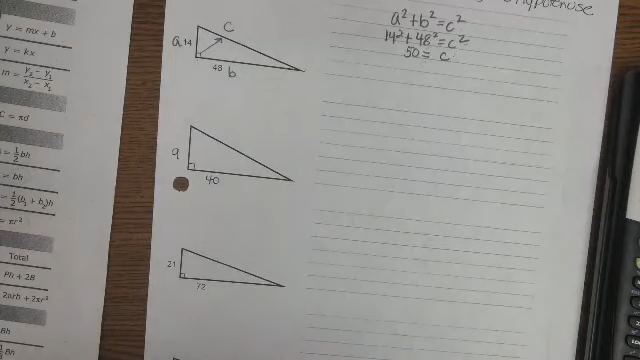 hypotenuse
a² + b² = c²
14² + 48² = c²
50 = c
a 14
c
48 b
9
40
21
72
y = mx + b
y = kx
m = y₂ − y₁ / x₂ − x₁
C = πd
= ½bh
= bh
= ½(b₁ + b₂)h
= πr²
Total
Ph + 2B
2πrh + 2πr²
Bh